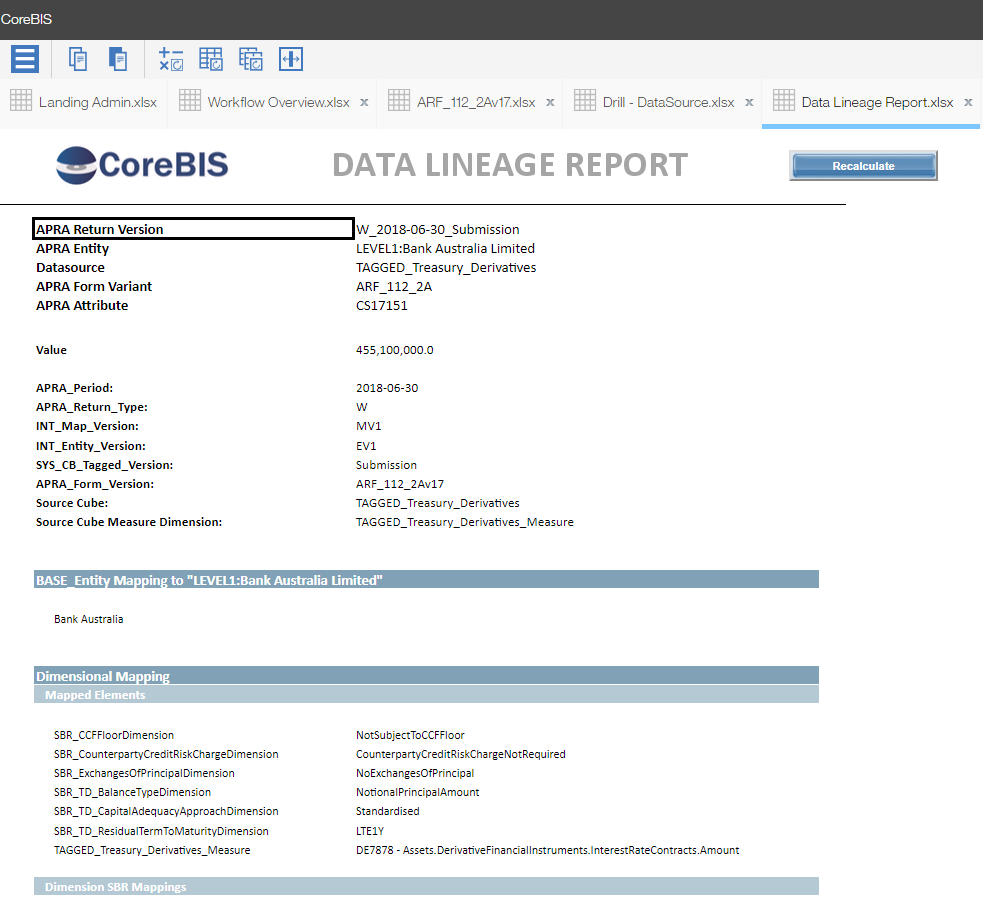 CoreBIS
Landing Admin.xlsx Workflow Overview.xlsx x ARF_112_2Av17.xlsx x Drill - DataSource.xlsx x Data Lineage Report.xlsx x
CoreBIS DATA LINEAGE REPORT Recalculate
APRA Return Version W_2018-06-30_Submission
APRA Entity LEVEL1:Bank Australia Limited
Datasource TAGGED_Treasury_Derivatives
APRA Form Variant ARF_112_2A
APRA Attribute CS17151
Value 455,100,000.0
APRA_Period: 2018-06-30
APRA_Return_Type: W
INT_Map_Version: MV1
INT_Entity_Version: EV1
SYS_CB_Tagged_Version: Submission
APRA_Form_Version: ARF_112_2Av17
Source Cube: TAGGED_Treasury_Derivatives
Source Cube Measure Dimension: TAGGED_Treasury_Derivatives_Measure
BASE_Entity Mapping to "LEVEL1:Bank Australia Limited"
Bank Australia
Dimensional Mapping
Mapped Elements
SBR_CCFFloorDimension NotSubjectToCCFFloor
SBR_CounterpartyCreditRiskChargeDimension CounterpartyCreditRiskChargeNotRequired
SBR_ExchangesOfPrincipalDimension NoExchangesOfPrincipal
SBR_TD_BalanceTypeDimension NotionalPrincipalAmount
SBR_TD_CapitalAdequacyApproachDimension Standardised
SBR_TD_ResidualTermToMaturityDimension LTE1Y
TAGGED_Treasury_Derivatives_Measure DE7878 - Assets.DerivativeFinancialInstruments.InterestRateContracts.Amount
Dimension SBR Mappings